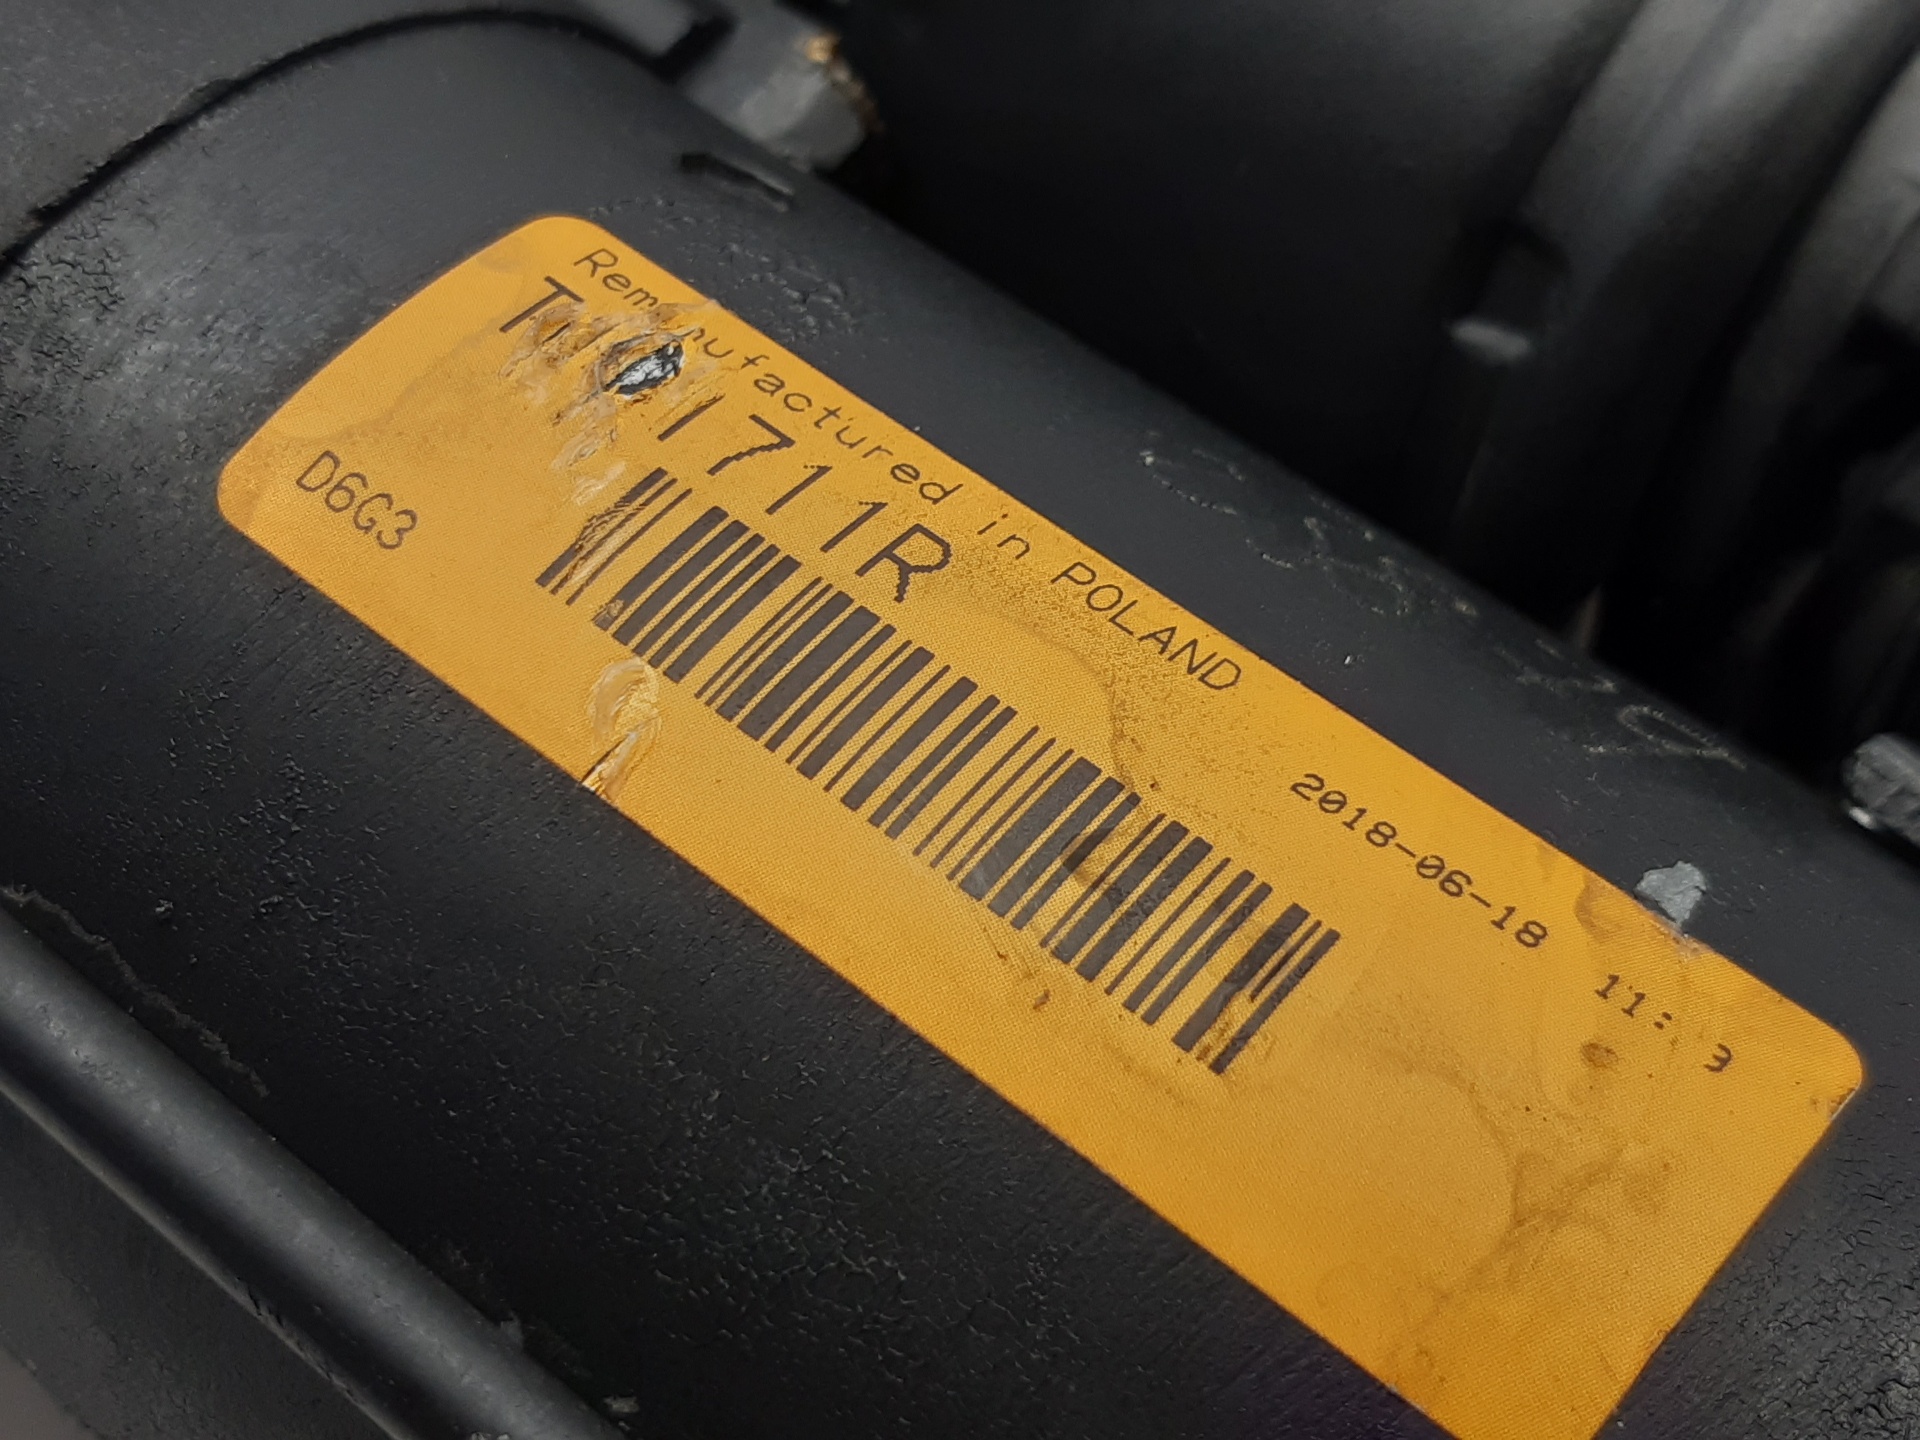 Remanufactured in POLAND
1711R
D6G3
2018-06-18